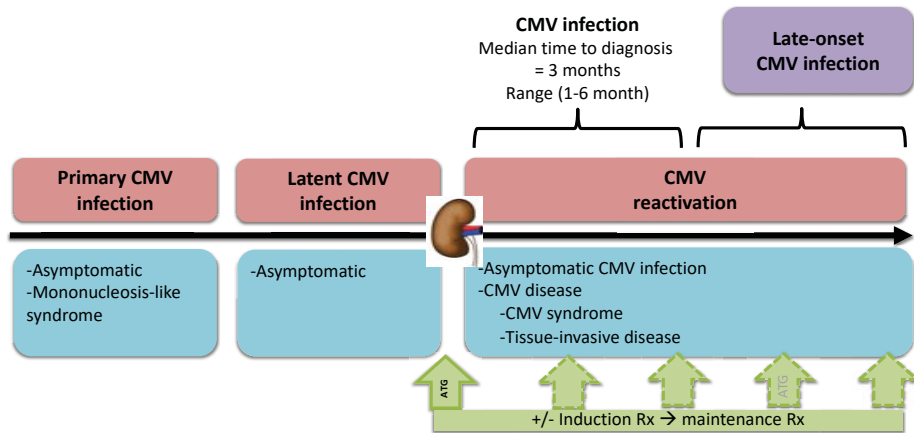 CMV infection
Median time to diagnosis
= 3 months
Range (1-6 month)
Late-onset
CMV infection
Primary CMV
infection
Latent CMV
infection
CMV
reactivation
-Asymptomatic
-Mononucleosis-like
syndrome
-Asymptomatic
-Asymptomatic CMV infection
-CMV disease
-CMV syndrome
-Tissue-invasive disease
ATG
ATG
+/- Induction Rx → maintenance Rx